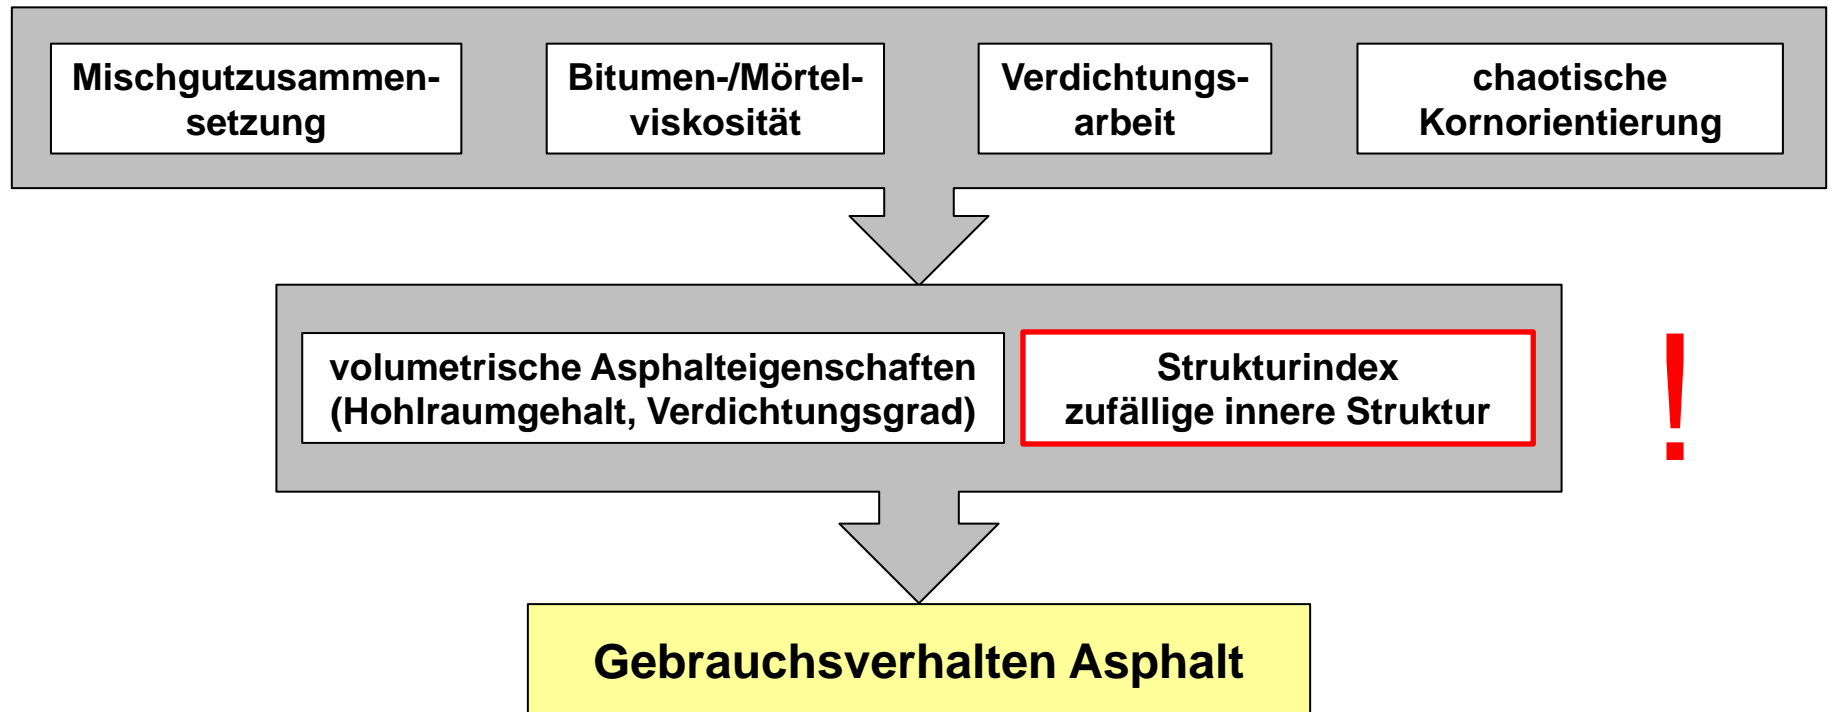 Mischgutzusammen-
setzung
Bitumen-/Mörtel-
viskosität
Verdichtungs-
arbeit
chaotische
Kornorientierung
volumetrische Asphalteigenschaften
(Hohlraumgehalt, Verdichtungsgrad)
Strukturindex
zufällige innere Struktur
!
Gebrauchsverhalten Asphalt